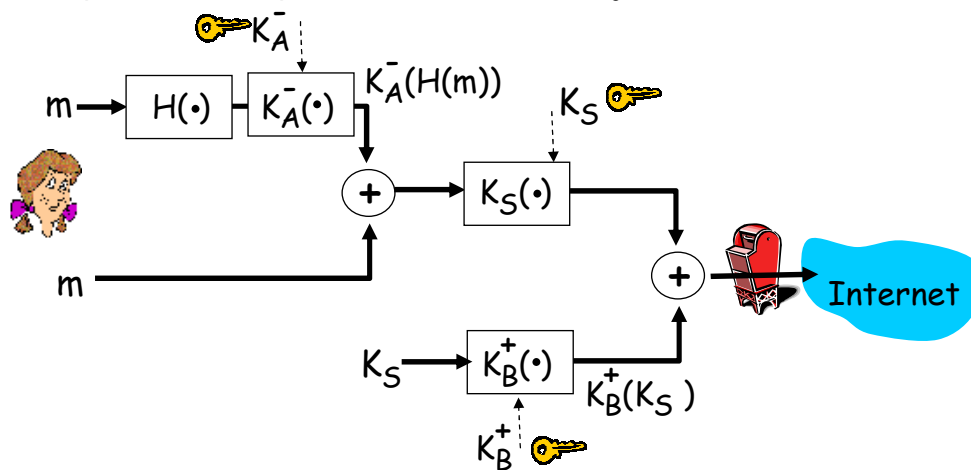 K_A^-
m
H(•)
K_A^-(•)
K_A^-(H(m))
K_S
+
K_S(•)
m
+
Internet
K_S
K_B^+(•)
K_B^+(K_S )
K_B^+